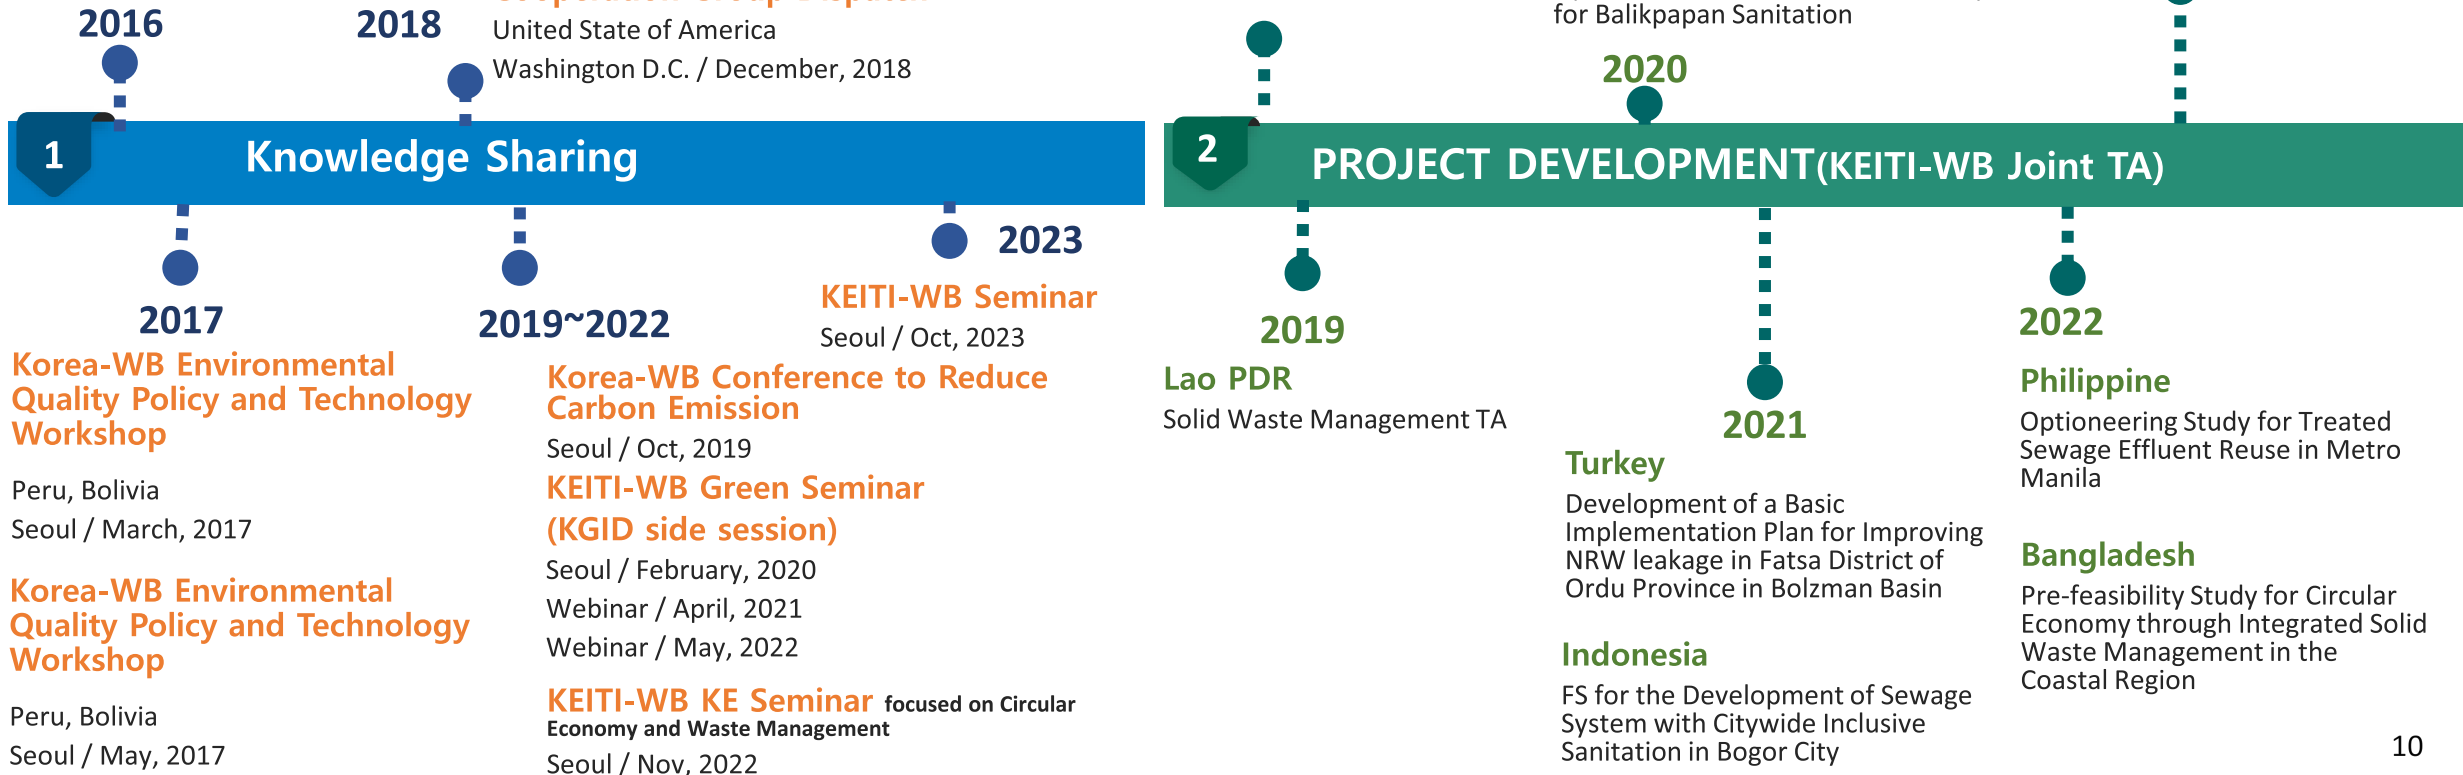 2016
2018
Cooperation Group Dispatch
United State of America
Washington D.C. / December, 2018
1
Knowledge Sharing
2017
Korea-WB Environmental
Quality Policy and Technology
Workshop
Peru, Bolivia
Seoul / March, 2017
Korea-WB Environmental
Quality Policy and Technology
Workshop
Peru, Bolivia
Seoul / May, 2017
2019~2022
Korea-WB Conference to Reduce
Carbon Emission
Seoul / Oct, 2019
KEITI-WB Green Seminar
(KGID side session)
Seoul / February, 2020
Webinar / April, 2021
Webinar / May, 2022
KEITI-WB KE Seminar focused on Circular
Economy and Waste Management
Seoul / Nov, 2022
2023
KEITI-WB Seminar
Seoul / Oct, 2023
for Balikpapan Sanitation
2020
2
PROJECT DEVELOPMENT(KEITI-WB Joint TA)
2019
Lao PDR
Solid Waste Management TA
2021
Turkey
Development of a Basic
Implementation Plan for Improving
NRW leakage in Fatsa District of
Ordu Province in Bolzman Basin
Indonesia
FS for the Development of Sewage
System with Citywide Inclusive
Sanitation in Bogor City
2022
Philippine
Optioneering Study for Treated
Sewage Effluent Reuse in Metro
Manila
Bangladesh
Pre-feasibility Study for Circular
Economy through Integrated Solid
Waste Management in the
Coastal Region
10